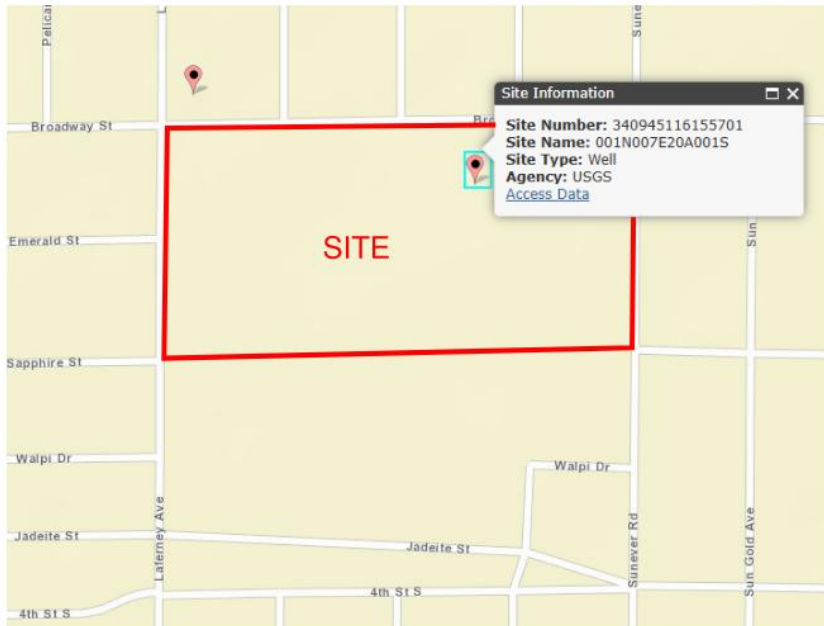 Pelica
L
Sune
Site Information
Site Number: 340945116155701
Site Name: 001N007E20A001S
Site Type: Well
Agency: USGS
Access Data
Broadway St
Bro
Emerald St
SITE
Sun
Sapphire St
Walpi Dr
Walpi Dr
Laferney Ave
Sunever Rd
Sun Gold Ave
Jadeite St
Jadeite St
4th St S
4th St S